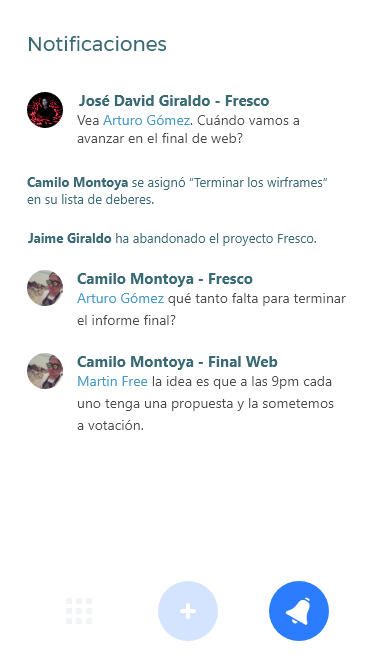 Notificaciones
José David Giraldo - Fresco
Vea Arturo Gómez. Cuándo vamos a
avanzar en el final de web?
Camilo Montoya se asignó “Terminar los wirframes”
en su lista de deberes.
Jaime Giraldo ha abandonado el proyecto Fresco.
Camilo Montoya - Fresco
Arturo Gómez qué tanto falta para terminar
el informe final?
Camilo Montoya - Final Web
Martin Free la idea es que a las 9pm cada
uno tenga una propuesta y la sometemos
a votación.